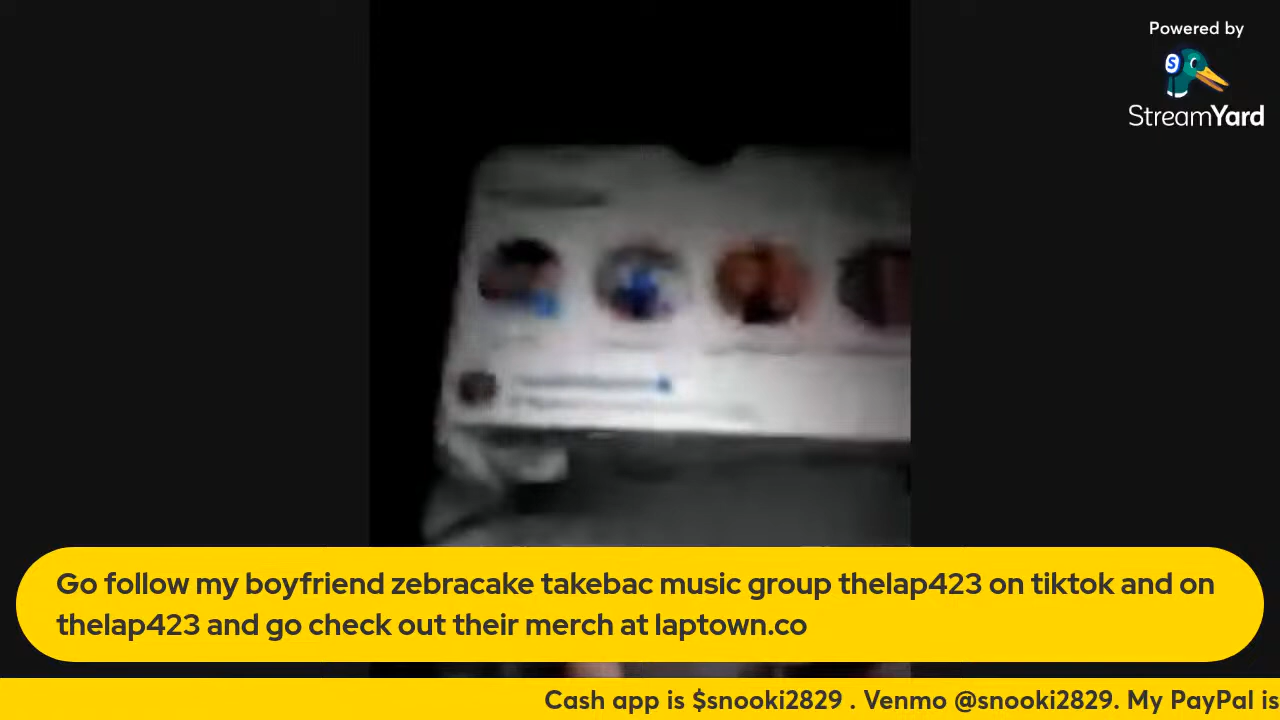 Powered by
StreamYard
Go follow my boyfriend zebracake takebac music group thelap423 on tiktok and on
thelap423 and go check out their merch at laptown.co
Cash app is $snooki2829 . Venmo @snooki2829. My PayPal is